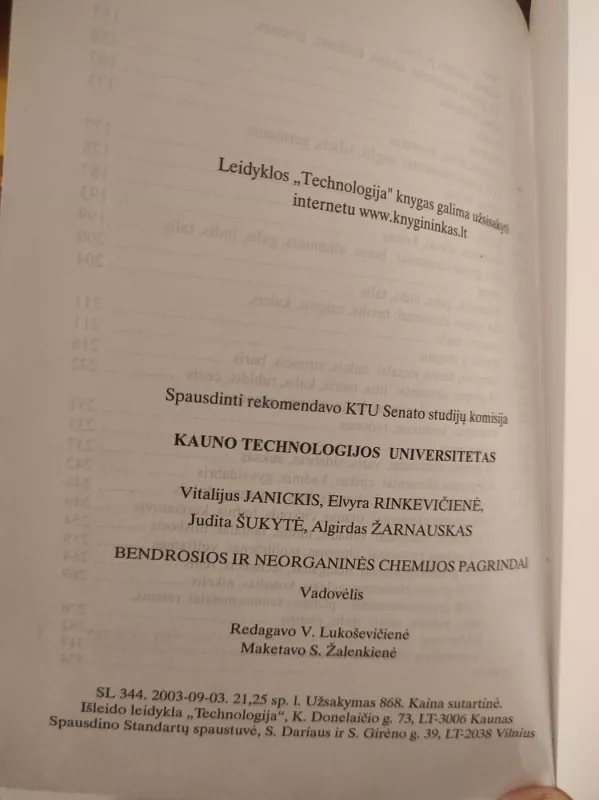 Leidyklos „Technologija" knygas galima užsisakyti
internetu www.knygininkas.lt
Spausdinti rekomendavo KTU Senato studijų komisija
KAUNO TECHNOLOGIJOS UNIVERSITETAS
Vitalijus JANICKIS, Elvyra RINKEVIČIENĖ,
Judita ŠUKYTĖ, Algirdas ŽARNAUSKAS
BENDROSIOS IR NEORGANINĖS CHEMIJOS PAGRINDAI
Vadovėlis
Redagavo V. Lukoševičienė
Maketavo S. Žalenkienė
SL 344. 2003-09-03. 21,25 sp. l. Užsakymas 868. Kaina sutartinė.
Išleido leidykla „Technologija", K. Donelaičio g. 73, LT-3006 Kaunas
Spausdino Standartų spaustuvė, S. Dariaus ir S. Girėno g. 39, LT-2038 Vilnius